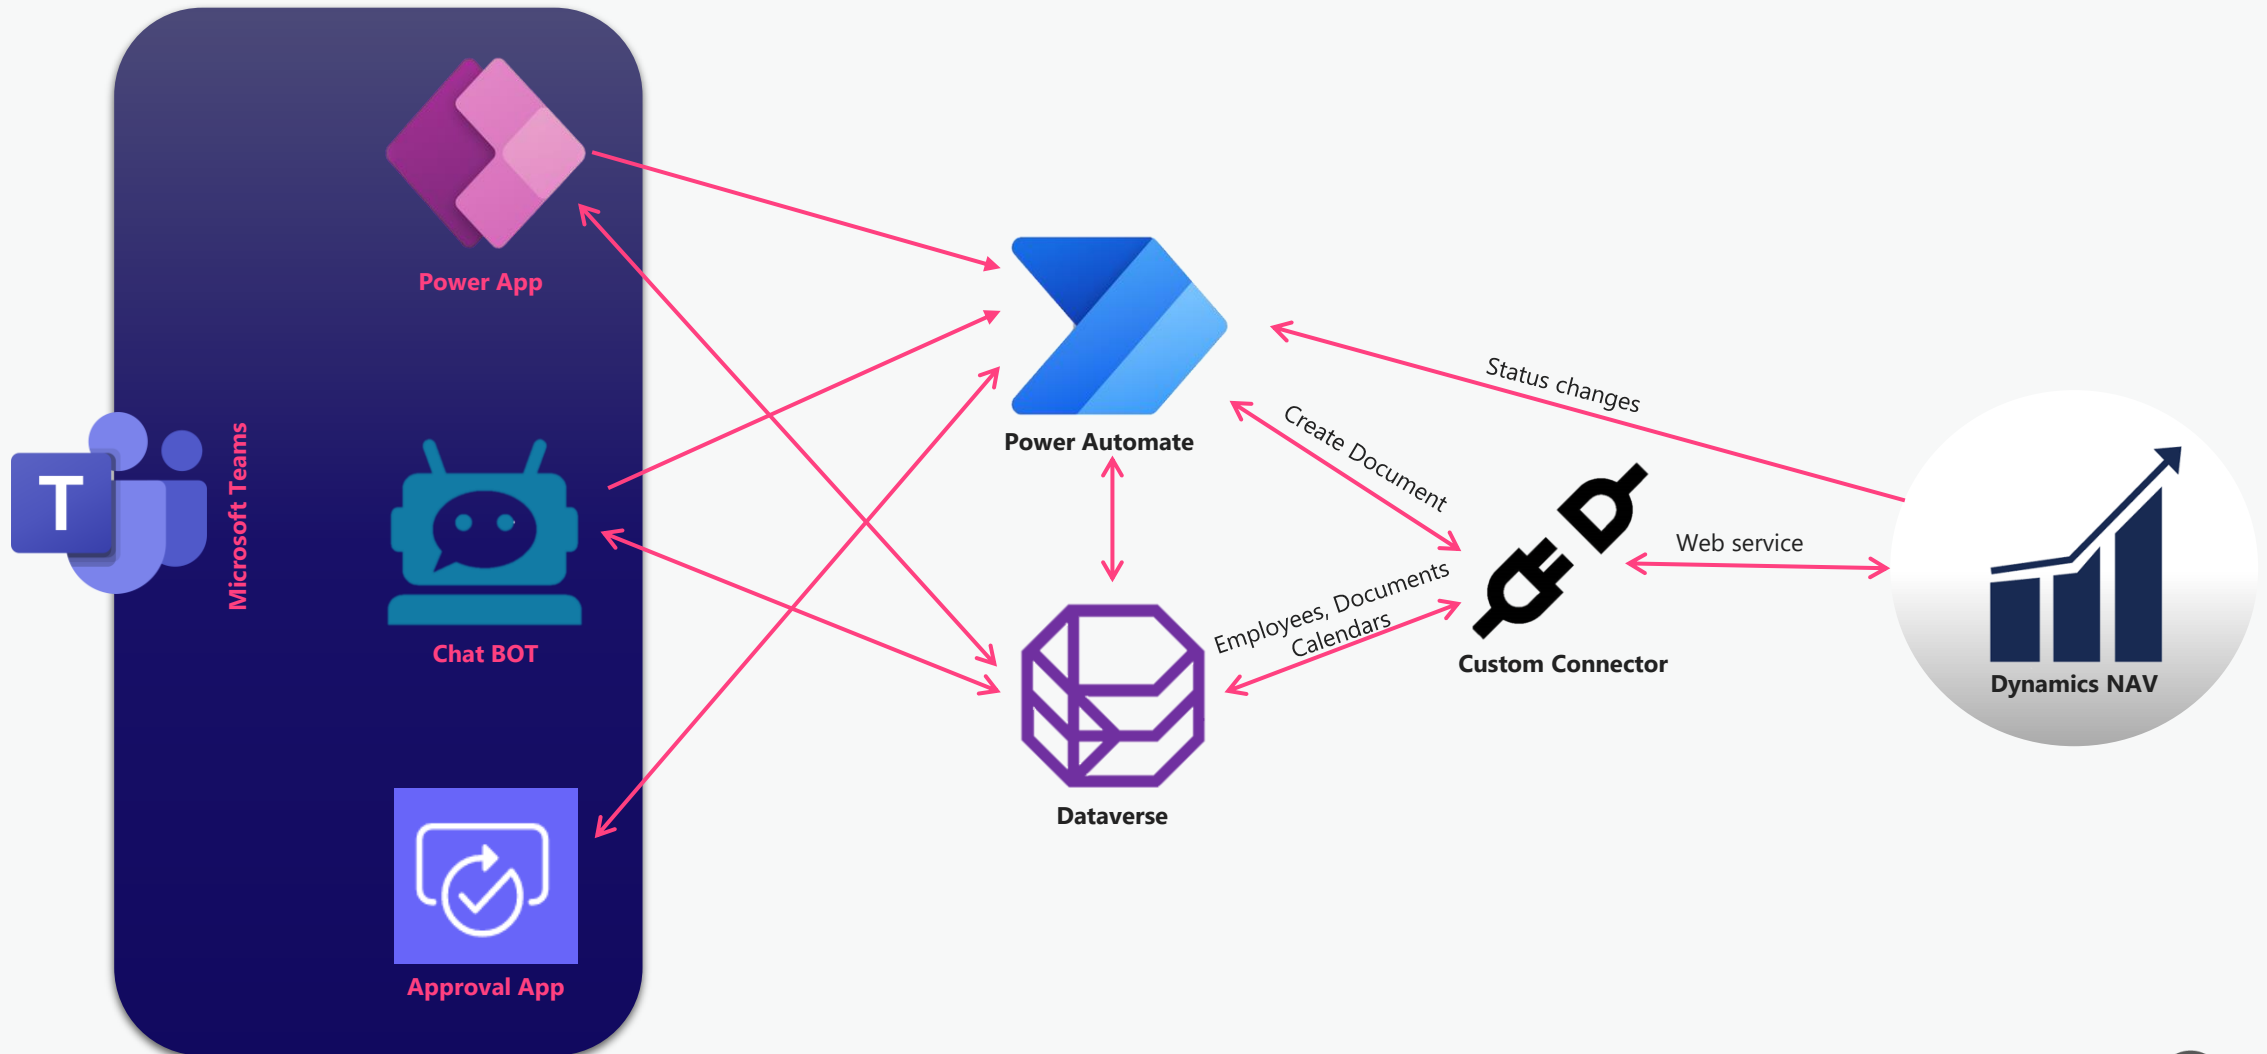 Power App
Microsoft Teams
T
Chat BOT
Approval App
Power Automate
Dataverse
Status changes
Create Document
Employees, Documents
Calendars
Custom Connector
Web service
Dynamics NAV